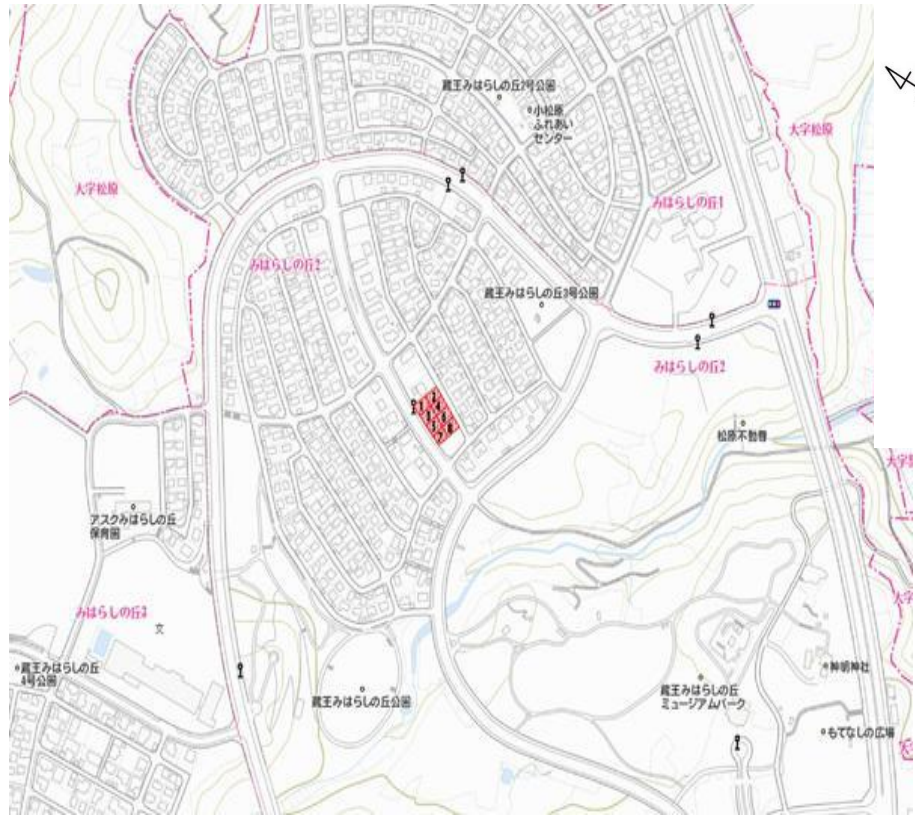 蔵王みはらしの丘2号公園
小松原
ふれあい
センター
大字松原
大字松原
みはらしの丘1
みはらしの丘2
蔵王みはらしの丘3号公園
みはらしの丘2
松原不動尊
アスクみはらしの丘
保育園
みはらしの丘3
文
蔵王みはらしの丘
4号公園
蔵王みはらしの丘公園
蔵王みはらしの丘
ミュージアムパーク
神明神社
もてなしの広場